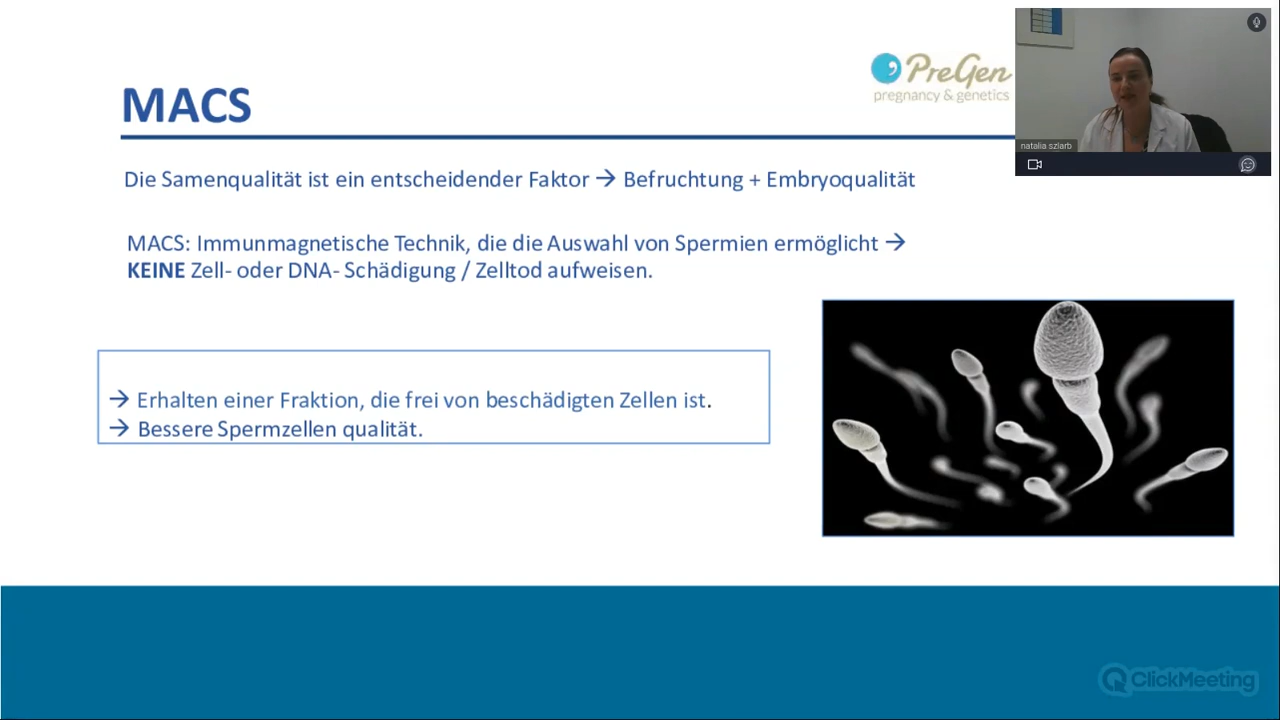 MACS
PreGen
pregnancy & genetics
natalia szlarb
Die Samenqualität ist ein entscheidender Faktor → Befruchtung + Embryoqualität
MACS: Immunmagnetische Technik, die die Auswahl von Spermien ermöglicht →
KEINE Zell- oder DNA- Schädigung / Zelltod aufweisen.
→ Erhalten einer Fraktion, die frei von beschädigten Zellen ist.
→ Bessere Spermzellen qualität.
ClickMeeting